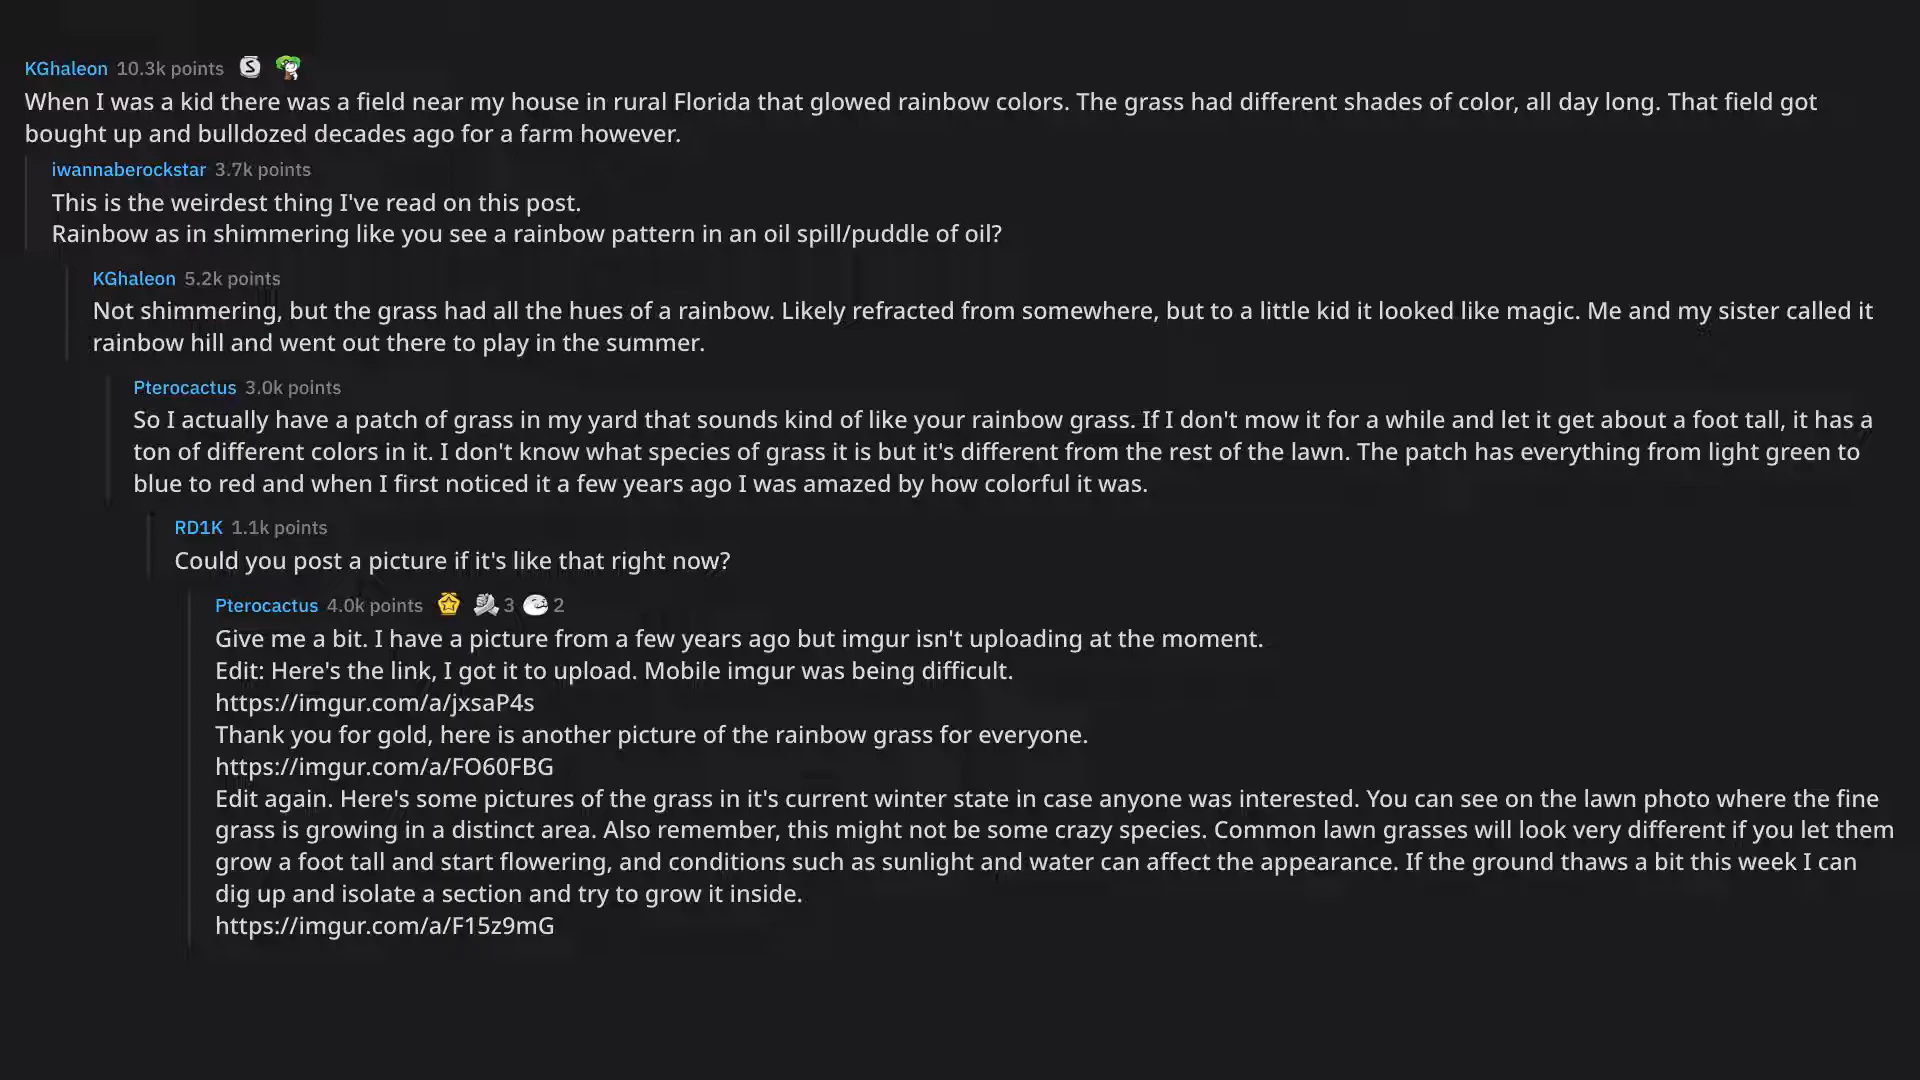 KGhaleon 10.3k points
When I was a kid there was a field near my house in rural Florida that glowed rainbow colors. The grass had different shades of color, all day long. That field got
bought up and bulldozed decades ago for a farm however.
iwannaberockstar 3.7k points
This is the weirdest thing I've read on this post.
Rainbow as in shimmering like you see a rainbow pattern in an oil spill/puddle of oil?
KGhaleon 5.2k points
Not shimmering, but the grass had all the hues of a rainbow. Likely refracted from somewhere, but to a little kid it looked like magic. Me and my sister called it
rainbow hill and went out there to play in the summer.
Pterocactus 3.0k points
So I actually have a patch of grass in my yard that sounds kind of like your rainbow grass. If I don't mow it for a while and let it get about a foot tall, it has a
ton of different colors in it. I don't know what species of grass it is but it's different from the rest of the lawn. The patch has everything from light green to
blue to red and when I first noticed it a few years ago I was amazed by how colorful it was.
RD1K 1.1k points
Could you post a picture if it's like that right now?
Pterocactus 4.0k points 3 2
Give me a bit. I have a picture from a few years ago but imgur isn't uploading at the moment.
Edit: Here's the link, I got it to upload. Mobile imgur was being difficult.
https://imgur.com/a/jxsaP4s
Thank you for gold, here is another picture of the rainbow grass for everyone.
https://imgur.com/a/FO60FBG
Edit again. Here's some pictures of the grass in it's current winter state in case anyone was interested. You can see on the lawn photo where the fine
grass is growing in a distinct area. Also remember, this might not be some crazy species. Common lawn grasses will look very different if you let them
grow a foot tall and start flowering, and conditions such as sunlight and water can affect the appearance. If the ground thaws a bit this week I can
dig up and isolate a section and try to grow it inside.
https://imgur.com/a/F15z9mG